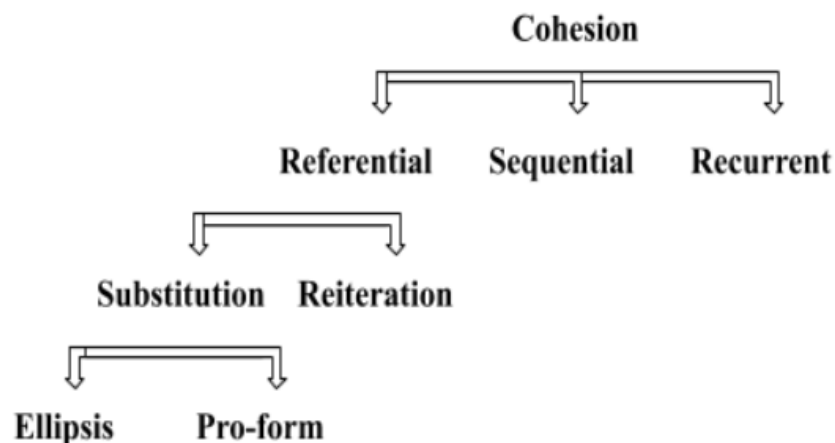 Cohesion
Referential Sequential Recurrent
Substitution Reiteration
Ellipsis Pro-form